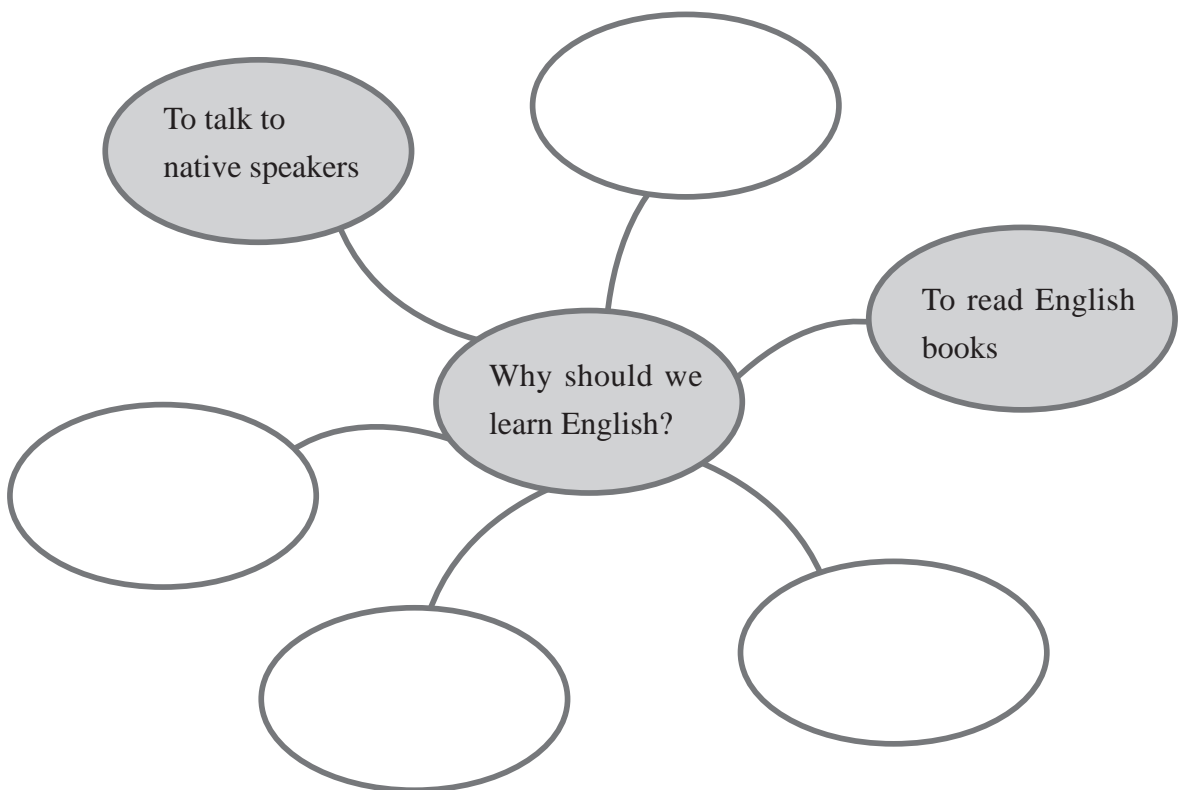 To talk to
native speakers
To read English
books
Why should we
learn English?